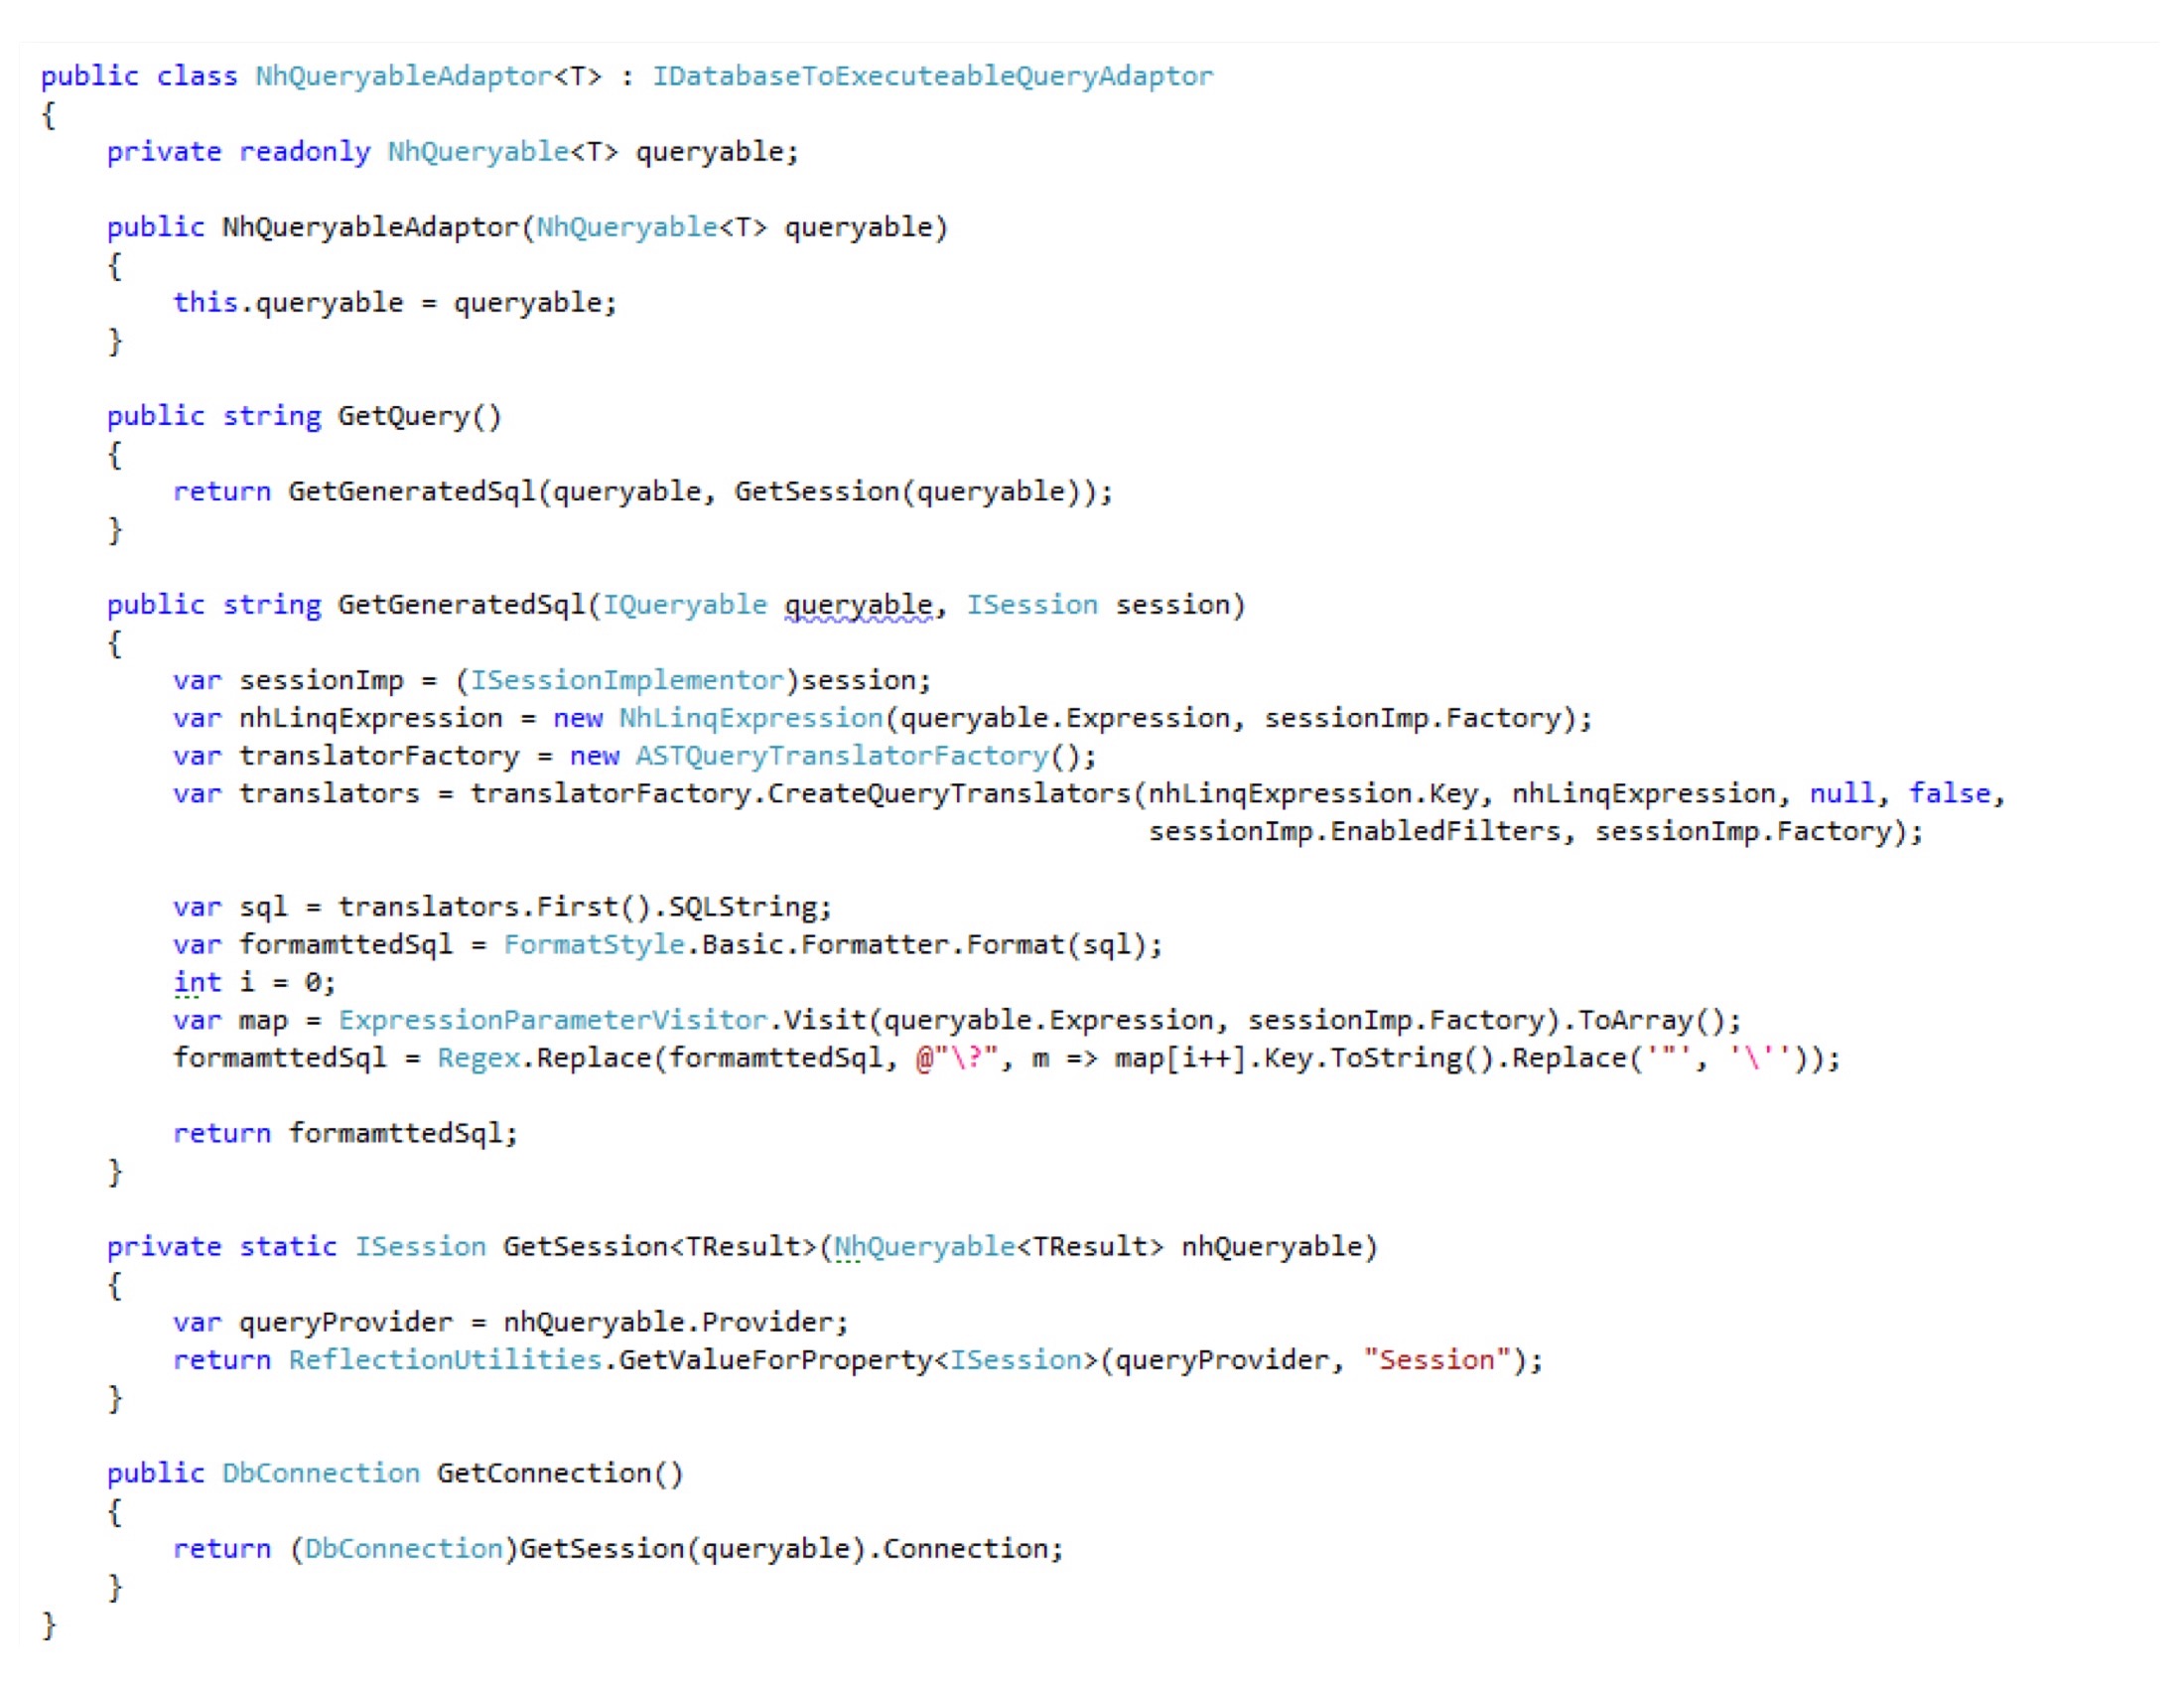 public class NhQueryableAdaptor<T> : IDatabaseToExecuteableQueryAdaptor
{
    private readonly NhQueryable<T> queryable;

    public NhQueryableAdaptor(NhQueryable<T> queryable)
    {
        this.queryable = queryable;
    }

    public string GetQuery()
    {
        return GetGeneratedSql(queryable, GetSession(queryable));
    }

    public string GetGeneratedSql(IQueryable queryable, ISession session)
    {
        var sessionImp = (ISessionImplementor)session;
        var nhLinqExpression = new NhLinqExpression(queryable.Expression, sessionImp.Factory);
        var translatorFactory = new ASTQueryTranslatorFactory();
        var translators = translatorFactory.CreateQueryTranslators(nhLinqExpression.Key, nhLinqExpression, null, false,
                                                                   sessionImp.EnabledFilters, sessionImp.Factory);

        var sql = translators.First().SQLString;
        var formamttedSql = FormatStyle.Basic.Formatter.Format(sql);
        int i = 0;
        var map = ExpressionParameterVisitor.Visit(queryable.Expression, sessionImp.Factory).ToArray();
        formamttedSql = Regex.Replace(formamttedSql, @"\?", m => map[i++].Key.ToString().Replace('"', '\''));

        return formamttedSql;
    }

    private static ISession GetSession<TResult>(NhQueryable<TResult> nhQueryable)
    {
        var queryProvider = nhQueryable.Provider;
        return ReflectionUtilities.GetValueForProperty<ISession>(queryProvider, "Session");
    }

    public DbConnection GetConnection()
    {
        return (DbConnection)GetSession(queryable).Connection;
    }
}